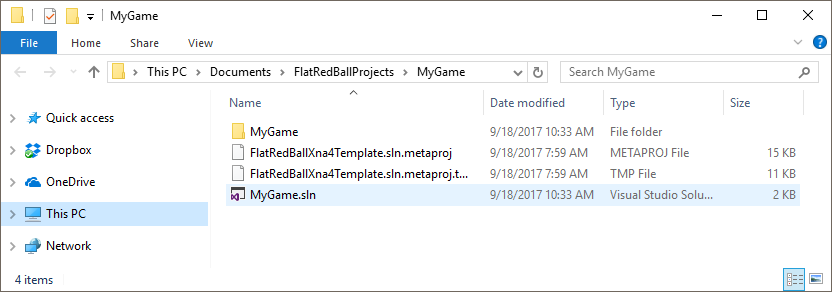 MyGame
File Home Share View
This PC Documents FlatRedBallProjects MyGame Search MyGame
Name Date modified Type Size
Quick access
Dropbox
OneDrive
This PC
Network
MyGame 9/18/2017 10:33 AM File folder
FlatRedBallXna4Template.sln.metaproj 9/18/2017 7:59 AM METAPROJ File 15 KB
FlatRedBallXna4Template.sln.metaproj.t... 9/18/2017 7:59 AM TMP File 11 KB
MyGame.sln 9/18/2017 10:33 AM Visual Studio Solu... 2 KB
4 items